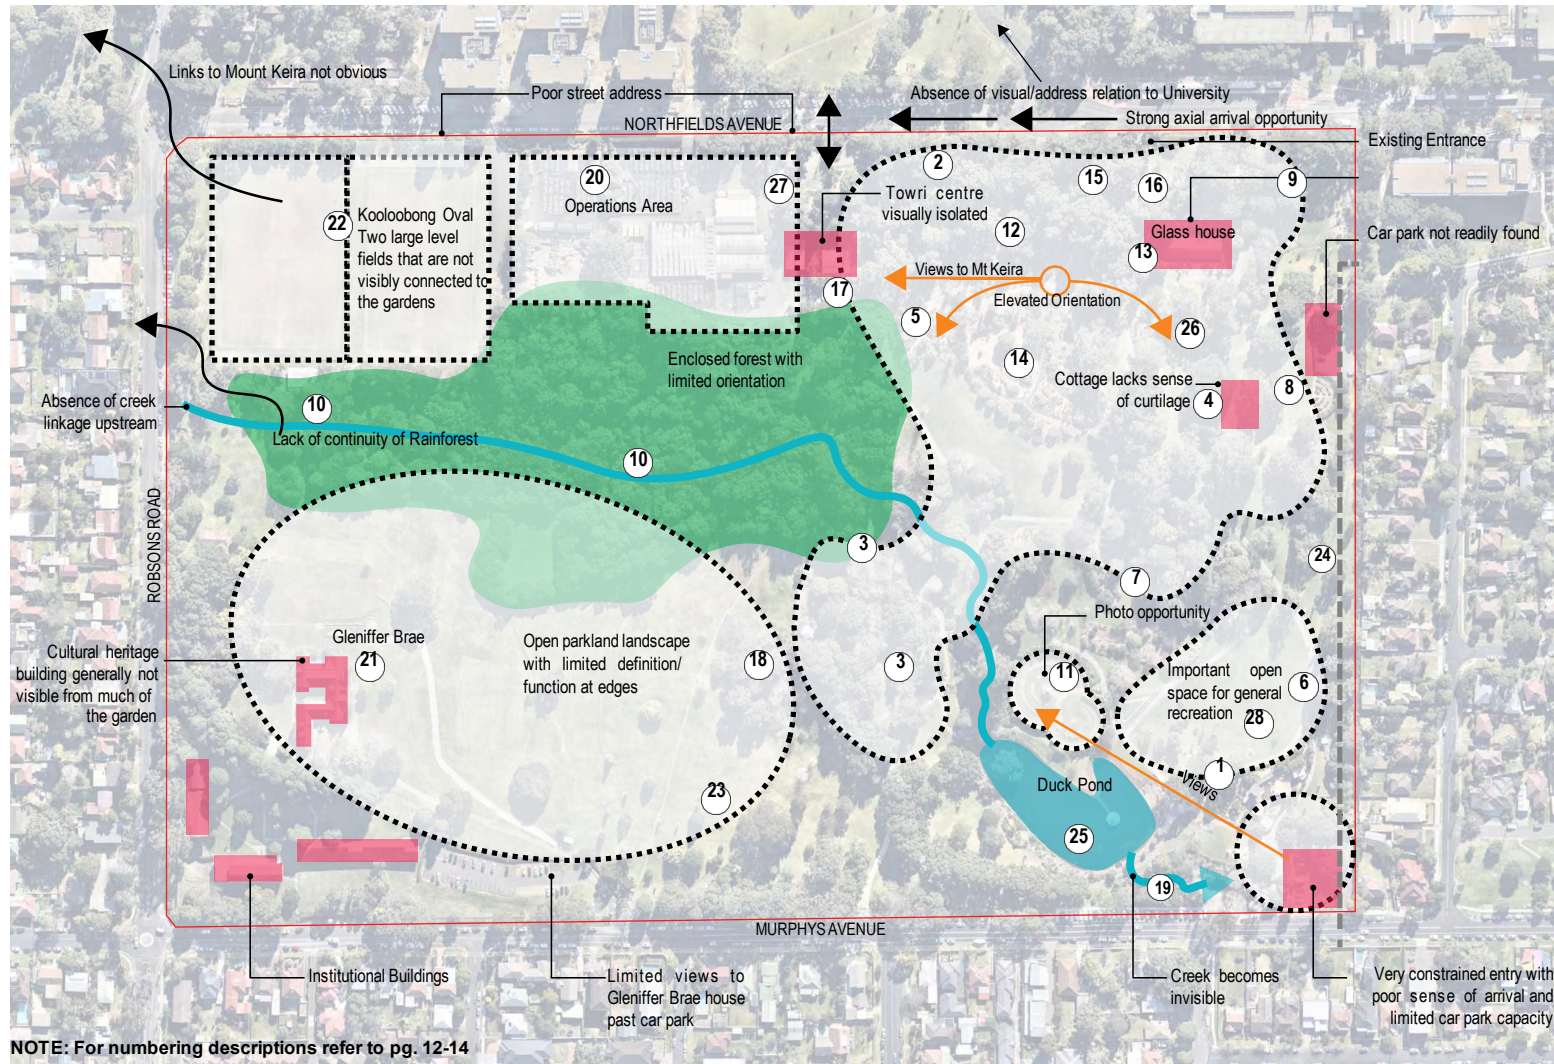 Links to Mount Keira not obvious
Poor street address
NORTHFIELDS AVENUE
Absence of visual/address relation to University
Strong axial arrival opportunity
Existing Entrance
2
15
16
9
20
27
Operations Area
Towri centre
visually isolated
22
Kooloobong Oval
Two large level
fields that are not
visibly connected to
the gardens
12
Glass house
13
Car park not readily found
Views to Mt Keira
Elevated Orientation
17
5
26
14
Enclosed forest with
limited orientation
Cottage lacks sense
of curtilage
4
8
Absence of creek
linkage upstream
10
Lack of continuity of Rainforest
10
ROBSONS ROAD
3
24
7
Photo opportunity
Gleniffer Brae
21
Cultural heritage
building generally not
visible from much of
the garden
Open parkland landscape
with limited definition/
function at edges
18
3
11
Important open
space for general
recreation
6
28
1
Views
23
Duck Pond
25
19
MURPHYS AVENUE
Institutional Buildings
Limited views to
Gleniffer Brae house
past car park
Creek becomes
invisible
Very constrained entry with
poor sense of arrival and
limited car park capacity
NOTE: For numbering descriptions refer to pg. 12-14